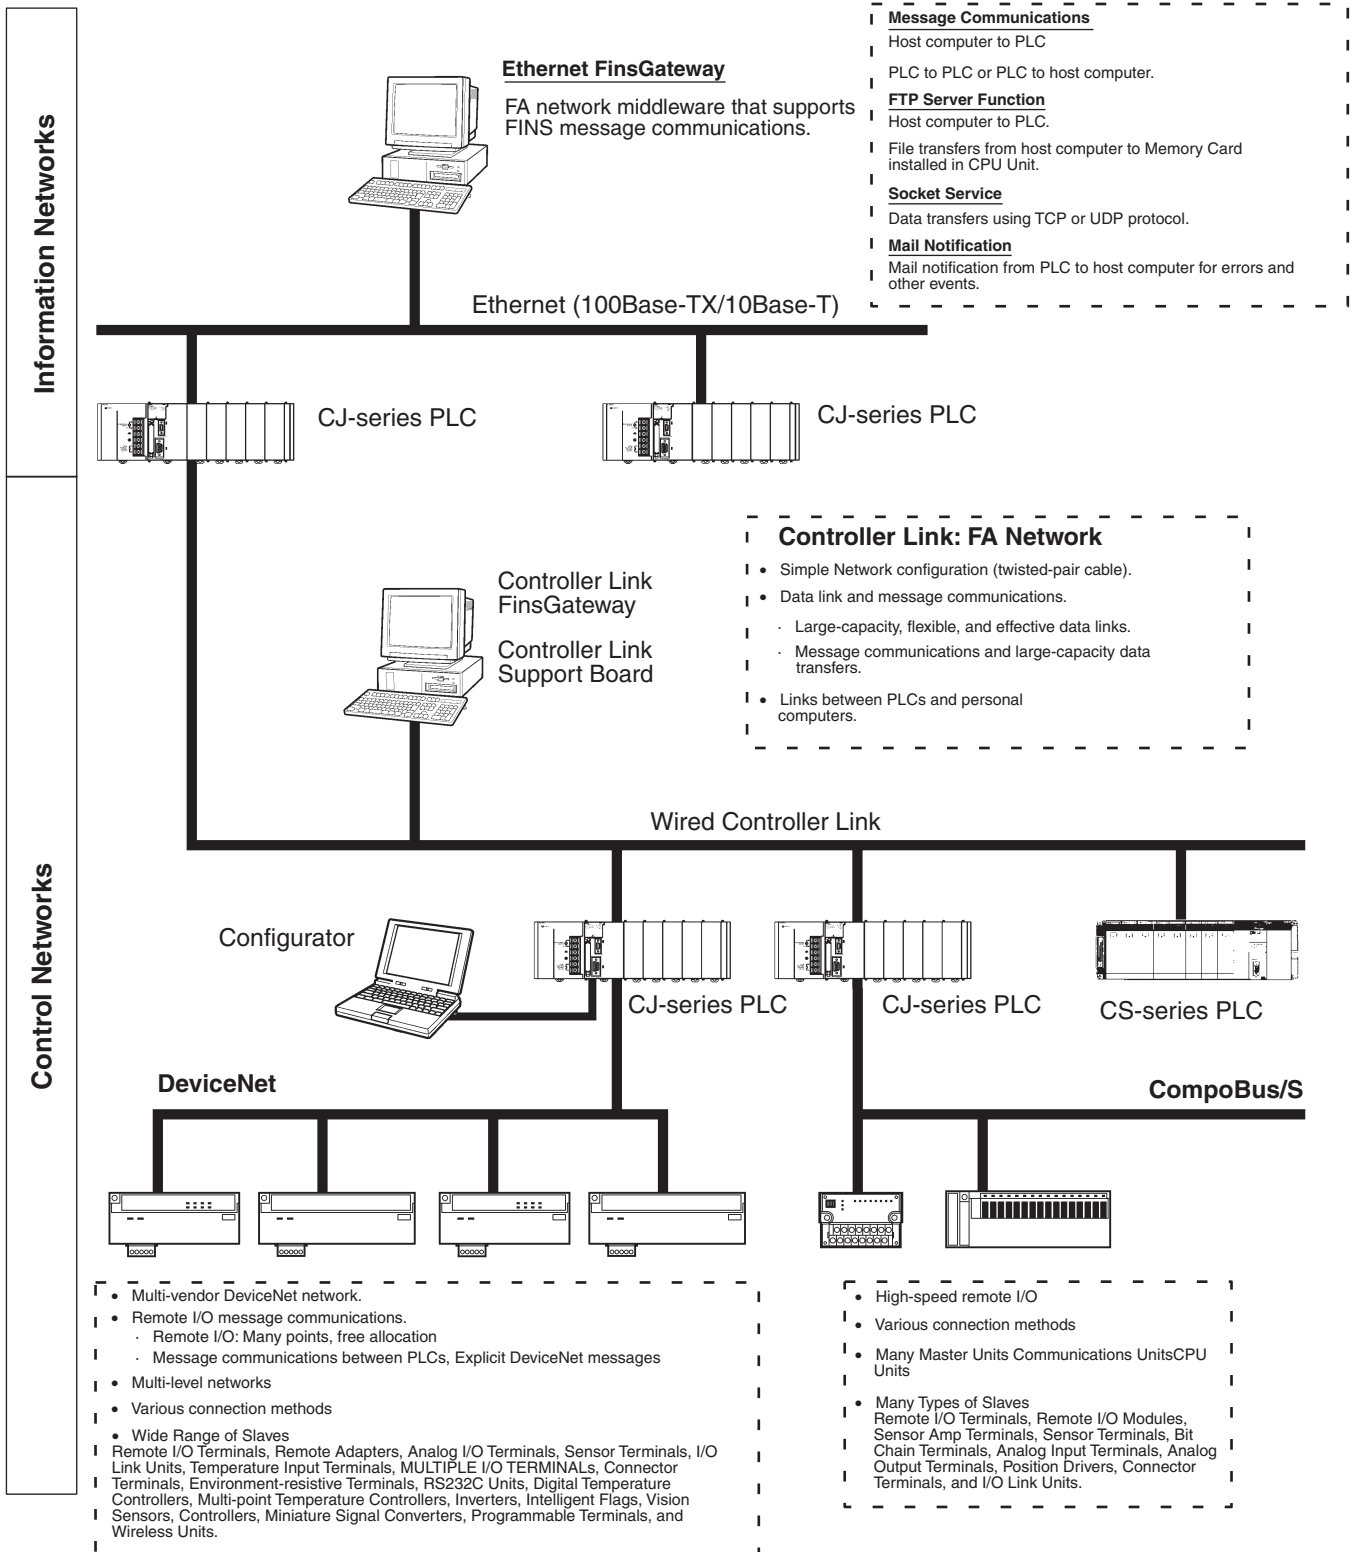 Information Networks
Control Networks
Ethernet FinsGateway
FA network middleware that supports
FINS message communications.
Message Communications
Host computer to PLC
PLC to PLC or PLC to host computer.
FTP Server Function
Host computer to PLC.
File transfers from host computer to Memory Card
installed in CPU Unit.
Socket Service
Data transfers using TCP or UDP protocol.
Mail Notification
Mail notification from PLC to host computer for errors and
other events.
Ethernet (100Base-TX/10Base-T)
CJ-series PLC
CJ-series PLC
Controller Link
FinsGateway
Controller Link
Support Board
Controller Link: FA Network
• Simple Network configuration (twisted-pair cable).
• Data link and message communications.
· Large-capacity, flexible, and effective data links.
· Message communications and large-capacity data
transfers.
• Links between PLCs and personal
computers.
Wired Controller Link
Configurator
CJ-series PLC
CJ-series PLC
CS-series PLC
DeviceNet
CompoBus/S
• Multi-vendor DeviceNet network.
• Remote I/O message communications.
· Remote I/O: Many points, free allocation
· Message communications between PLCs, Explicit DeviceNet messages
• Multi-level networks
• Various connection methods
• Wide Range of Slaves
Remote I/O Terminals, Remote Adapters, Analog I/O Terminals, Sensor Terminals, I/O
Link Units, Temperature Input Terminals, MULTIPLE I/O TERMINALs, Connector
Terminals, Environment-resistive Terminals, RS232C Units, Digital Temperature
Controllers, Multi-point Temperature Controllers, Inverters, Intelligent Flags, Vision
Sensors, Controllers, Miniature Signal Converters, Programmable Terminals, and
Wireless Units.
• High-speed remote I/O
• Various connection methods
• Many Master Units Communications UnitsCPU
Units
• Many Types of Slaves
Remote I/O Terminals, Remote I/O Modules,
Sensor Amp Terminals, Sensor Terminals, Bit
Chain Terminals, Analog Input Terminals, Analog
Output Terminals, Position Drivers, Connector
Terminals, and I/O Link Units.